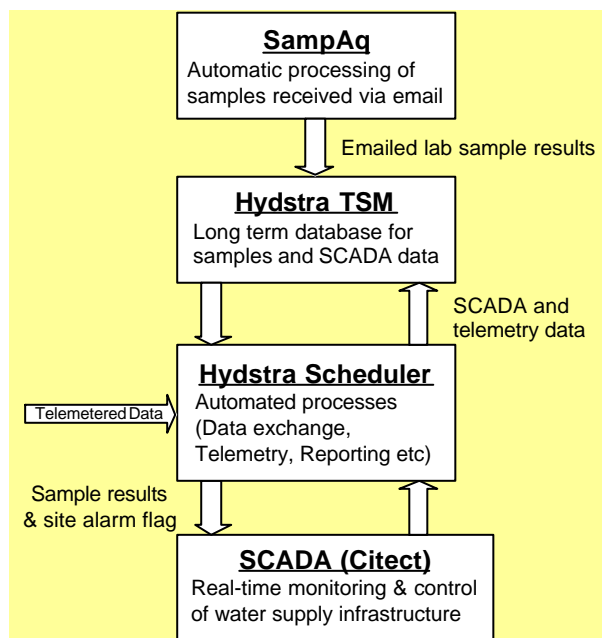 SampAq
Automatic processing of
samples received via email
Emailed lab sample results
Hydstra TSM
Long term database for
samples and SCADA data
SCADA and
telemetry data
Hydstra Scheduler
Automated processes
(Data exchange,
Telemetry, Reporting etc)
Telemetered Data
Sample results
& site alarm flag
SCADA (Citect)
Real-time monitoring & control
of water supply infrastructure